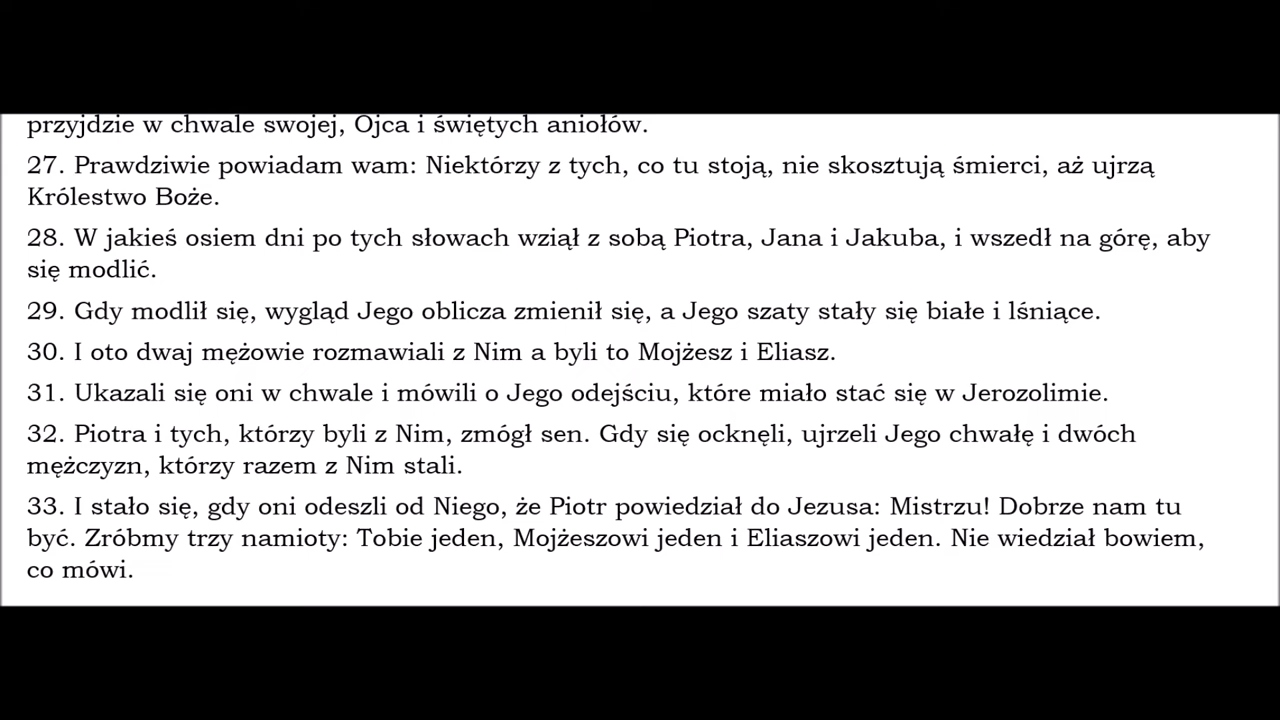 przyjdzie w chwale swojej, Ojca i świętych aniołów.
27. Prawdziwie powiadam wam: Niektórzy z tych, co tu stoją, nie skosztują śmierci, aż ujrzą
Królestwo Boże.
28. W jakieś osiem dni po tych słowach wziął z sobą Piotra, Jana i Jakuba, i wszedł na górę, aby
się modlić.
29. Gdy modlił się, wygląd Jego oblicza zmienił się, a Jego szaty stały się białe i lśniące.
30. I oto dwaj mężowie rozmawiali z Nim a byli to Mojżesz i Eliasz.
31. Ukazali się oni w chwale i mówili o Jego odejściu, które miało stać się w Jerozolimie.
32. Piotra i tych, którzy byli z Nim, zmógł sen. Gdy się ocknęli, ujrzeli Jego chwałę i dwóch
mężczyzn, którzy razem z Nim stali.
33. I stało się, gdy oni odeszli od Niego, że Piotr powiedział do Jezusa: Mistrzu! Dobrze nam tu
być. Zróbmy trzy namioty: Tobie jeden, Mojżeszowi jeden i Eliaszowi jeden. Nie wiedział bowiem,
co mówi.